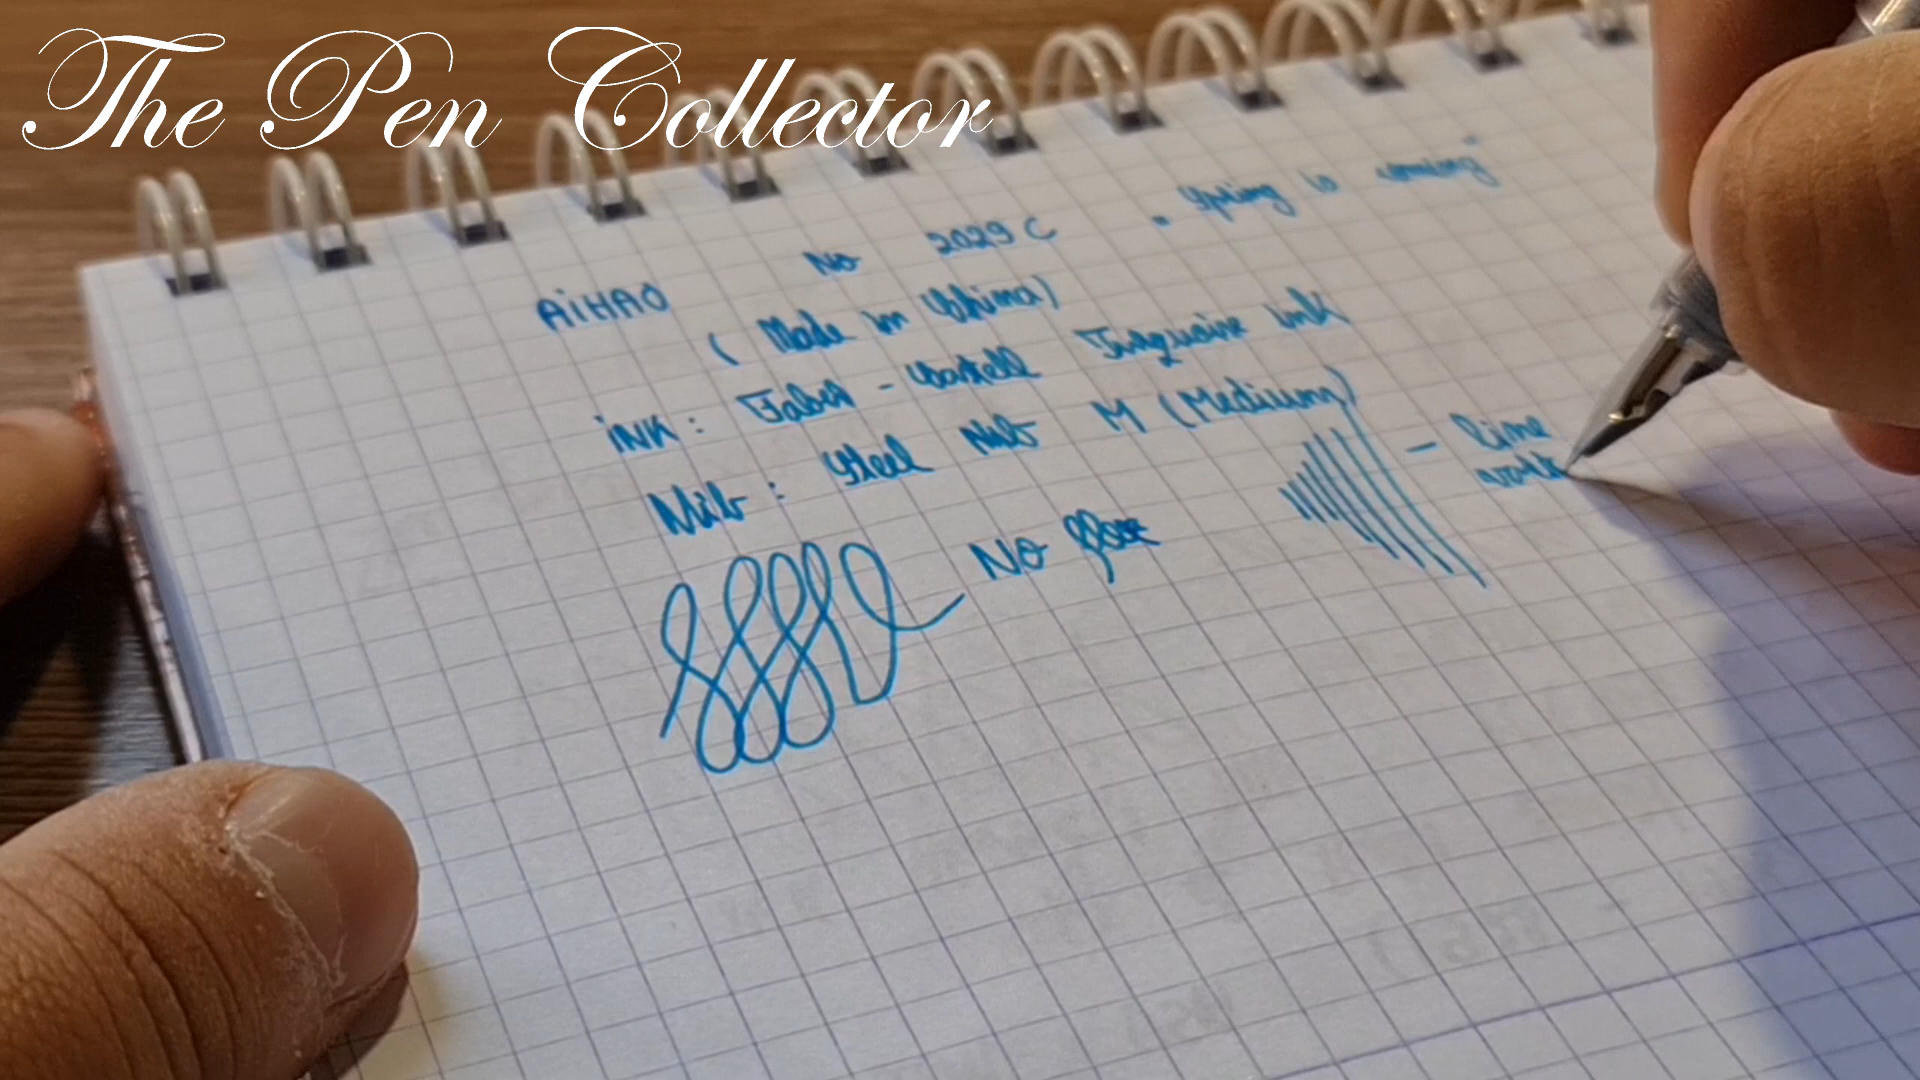 The Pen Collector
AiHAO No 2029 C "Spring is coming"
(Made in China)
iNK: Faber-Castell Turquoise ink
Nib: Steel Nib M (Medium)
No flex
- line